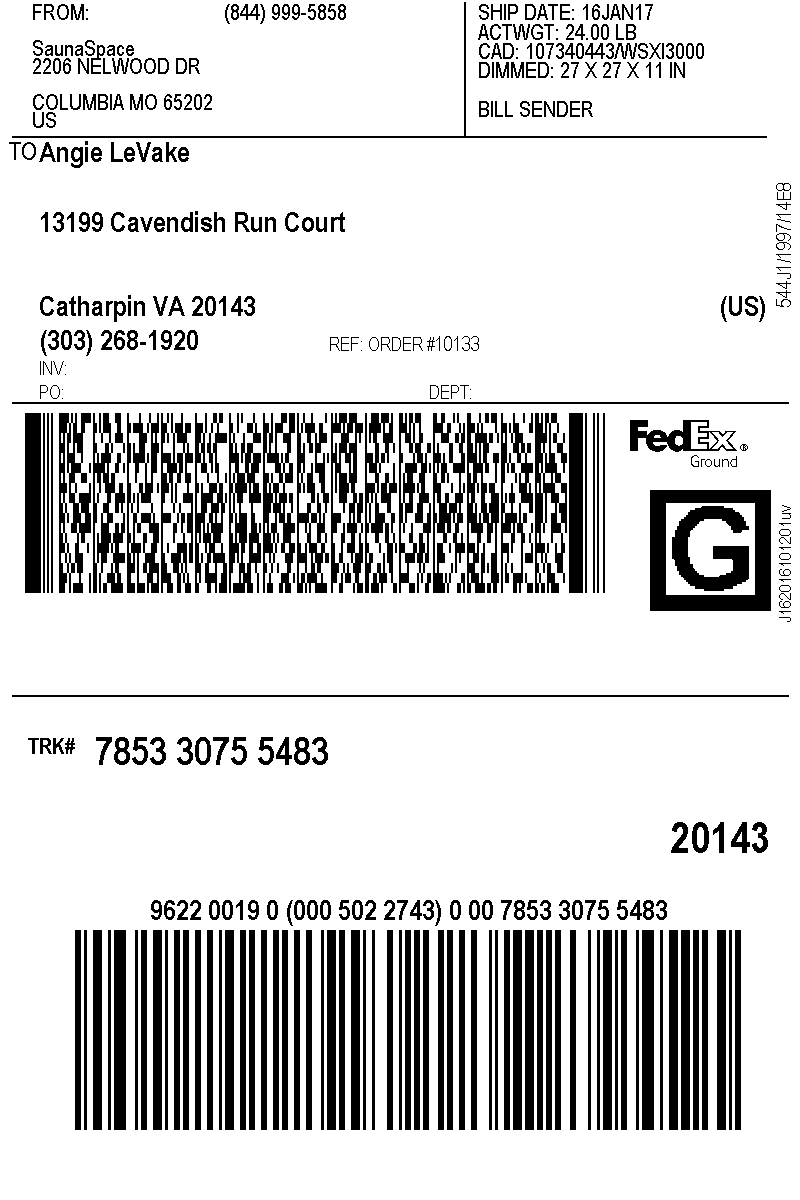 FROM: (844) 999-5858
SaunaSpace
2206 NELWOOD DR
COLUMBIA MO 65202
US
SHIP DATE: 16JAN17
ACTWGT: 24.00 LB
CAD: 107340443/WSXI3000
DIMMED: 27 X 27 X 11 IN
BILL SENDER
TO Angie LeVake
13199 Cavendish Run Court
Catharpin VA 20143 (US)
(303) 268-1920 REF: ORDER #10133
INV:
PO: DEPT:
544J1/1997/14E8
FedEx®
Ground
G
J162016101201uv
TRK# 7853 3075 5483
20143
9622 0019 0 (000 502 2743) 0 00 7853 3075 5483